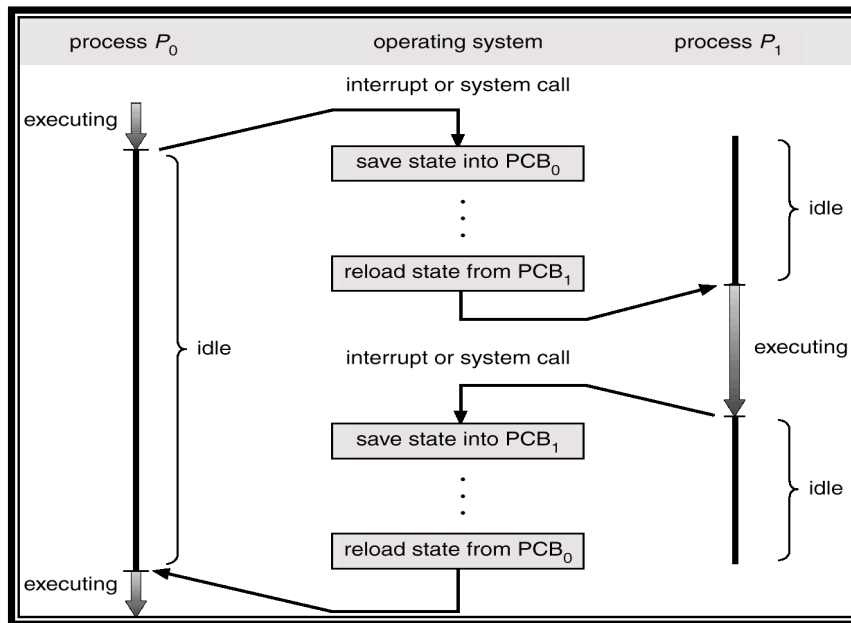 process P₀ operating system process P₁
interrupt or system call
executing
save state into PCB₀
idle
reload state from PCB₁
idle
executing
interrupt or system call
save state into PCB₁
idle
reload state from PCB₀
executing